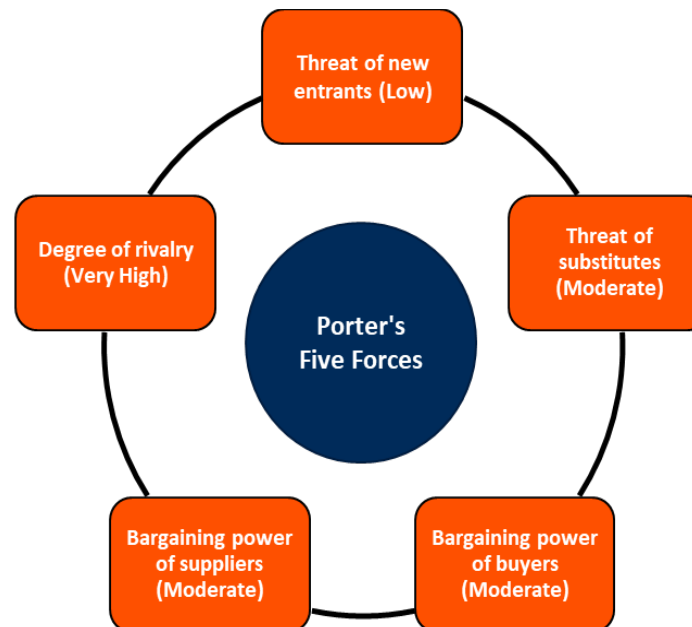 Threat of new
entrants (Low)
Degree of rivalry
(Very High)
Threat of
substitutes
(Moderate)
Porter's
Five Forces
Bargaining power
of suppliers
(Moderate)
Bargaining power
of buyers
(Moderate)